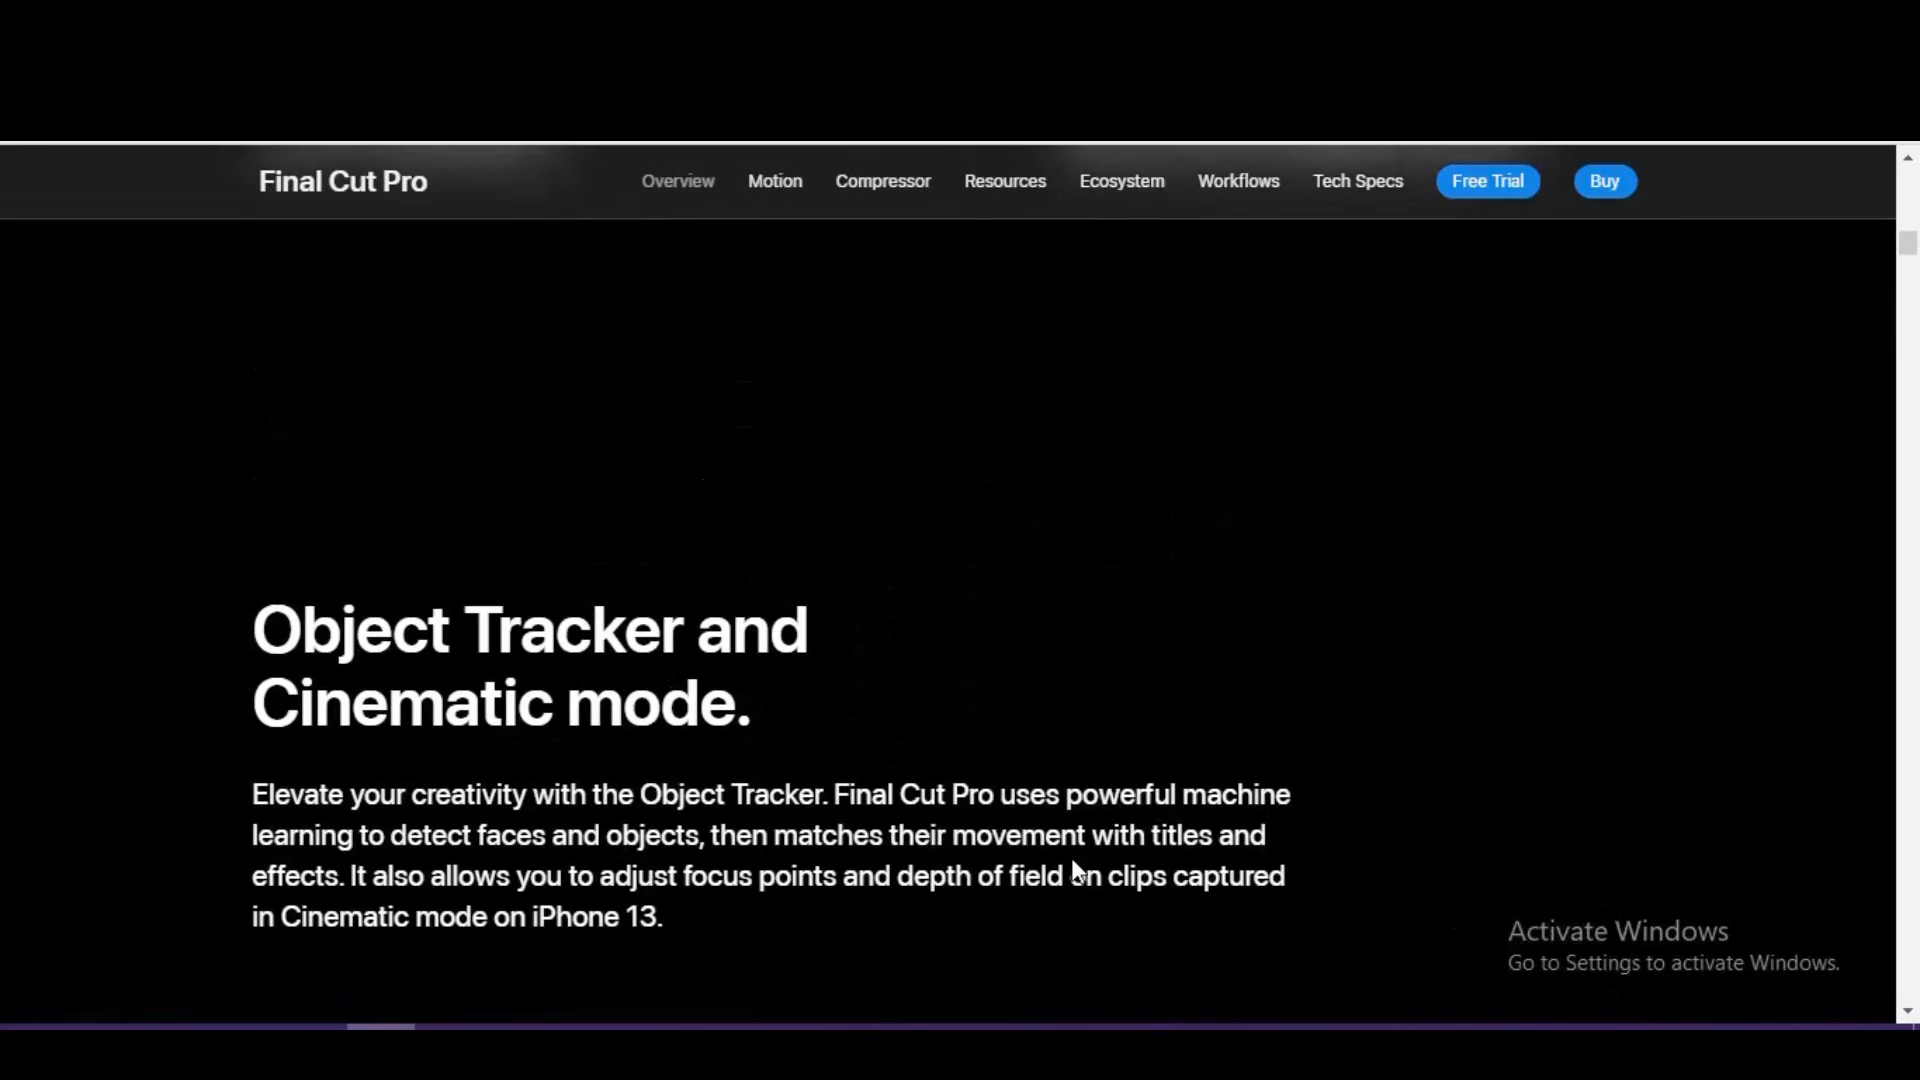 Final Cut Pro
Overview Motion Compressor Resources Ecosystem Workflows Tech Specs Free Trial Buy
Object Tracker and
Cinematic mode.
Elevate your creativity with the Object Tracker. Final Cut Pro uses powerful machine
learning to detect faces and objects, then matches their movement with titles and
effects. It also allows you to adjust focus points and depth of field on clips captured
in Cinematic mode on iPhone 13.
Activate Windows
Go to Settings to activate Windows.